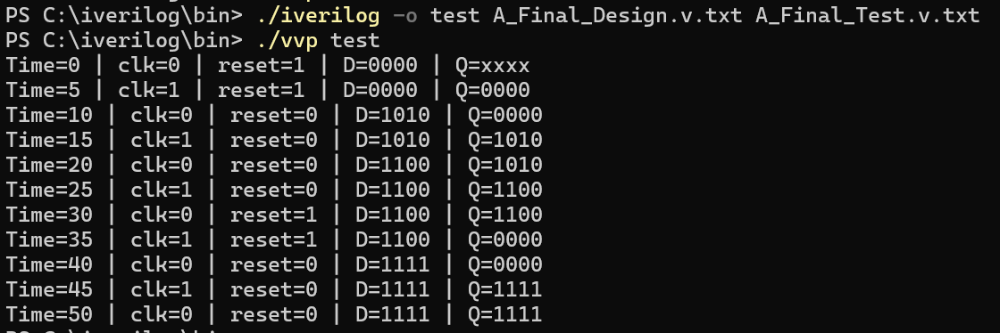 PS C:\iverilog\bin> ./iverilog -o test A_Final_Design.v.txt A_Final_Test.v.txt
PS C:\iverilog\bin> ./vvp test
Time=0 | clk=0 | reset=1 | D=0000 | Q=xxxx
Time=5 | clk=1 | reset=1 | D=0000 | Q=0000
Time=10 | clk=0 | reset=0 | D=1010 | Q=0000
Time=15 | clk=1 | reset=0 | D=1010 | Q=1010
Time=20 | clk=0 | reset=0 | D=1100 | Q=1010
Time=25 | clk=1 | reset=0 | D=1100 | Q=1100
Time=30 | clk=0 | reset=1 | D=1100 | Q=1100
Time=35 | clk=1 | reset=1 | D=1100 | Q=0000
Time=40 | clk=0 | reset=0 | D=1111 | Q=0000
Time=45 | clk=1 | reset=0 | D=1111 | Q=1111
Time=50 | clk=0 | reset=0 | D=1111 | Q=1111